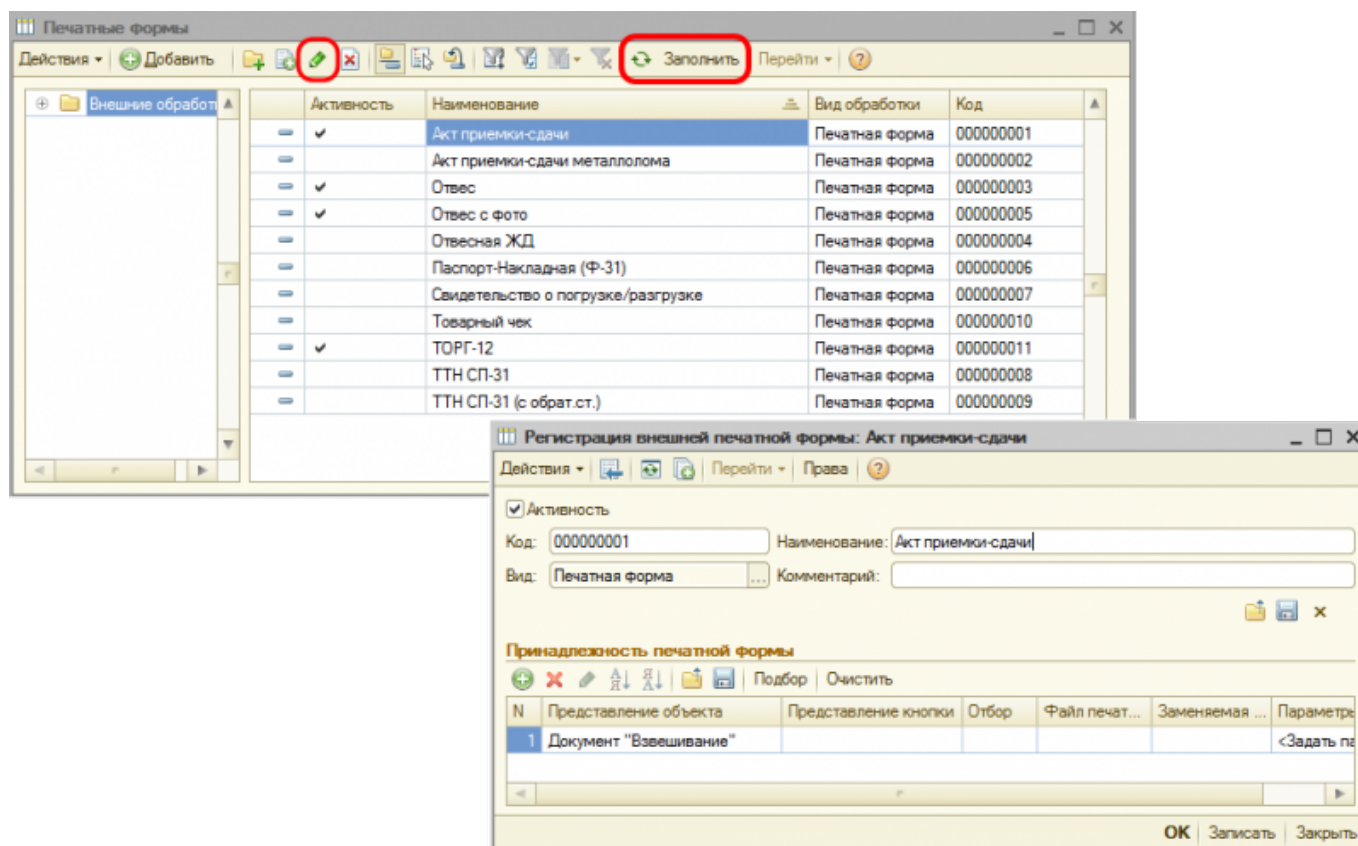 Печатные формы
Действия Добавить Заполнить Перейти
Внешние обработ
Активность Наименование Вид обработки Код
Акт приемки-сдачи Печатная форма 000000001
Акт приемки-сдачи металлолома Печатная форма 000000002
Отвес Печатная форма 000000003
Отвес с фото Печатная форма 000000005
Отвесная ЖД Печатная форма 000000004
Паспорт-Накладная (Ф-31) Печатная форма 000000006
Свидетельство о погрузке/разгрузке Печатная форма 000000007
Товарный чек Печатная форма 000000010
ТОРГ-12 Печатная форма 000000011
ТТН СП-31 Печатная форма 000000008
ТТН СП-31 (с обрат.ст.) Печатная форма 000000009
Регистрация внешней печатной формы: Акт приемки-сдачи
Действия Перейти Права
Активность
Код: 000000001 Наименование: Акт приемки-сдачи
Вид: Печатная форма ... Комментарий:
Принадлежность печатной формы
Подбор Очистить
N Представление объекта Представление кнопки Отбор Файл печат... Заменяемая ... Параметры
1 Документ "Взвешивание" <Задать па
OK Записать Закрыть